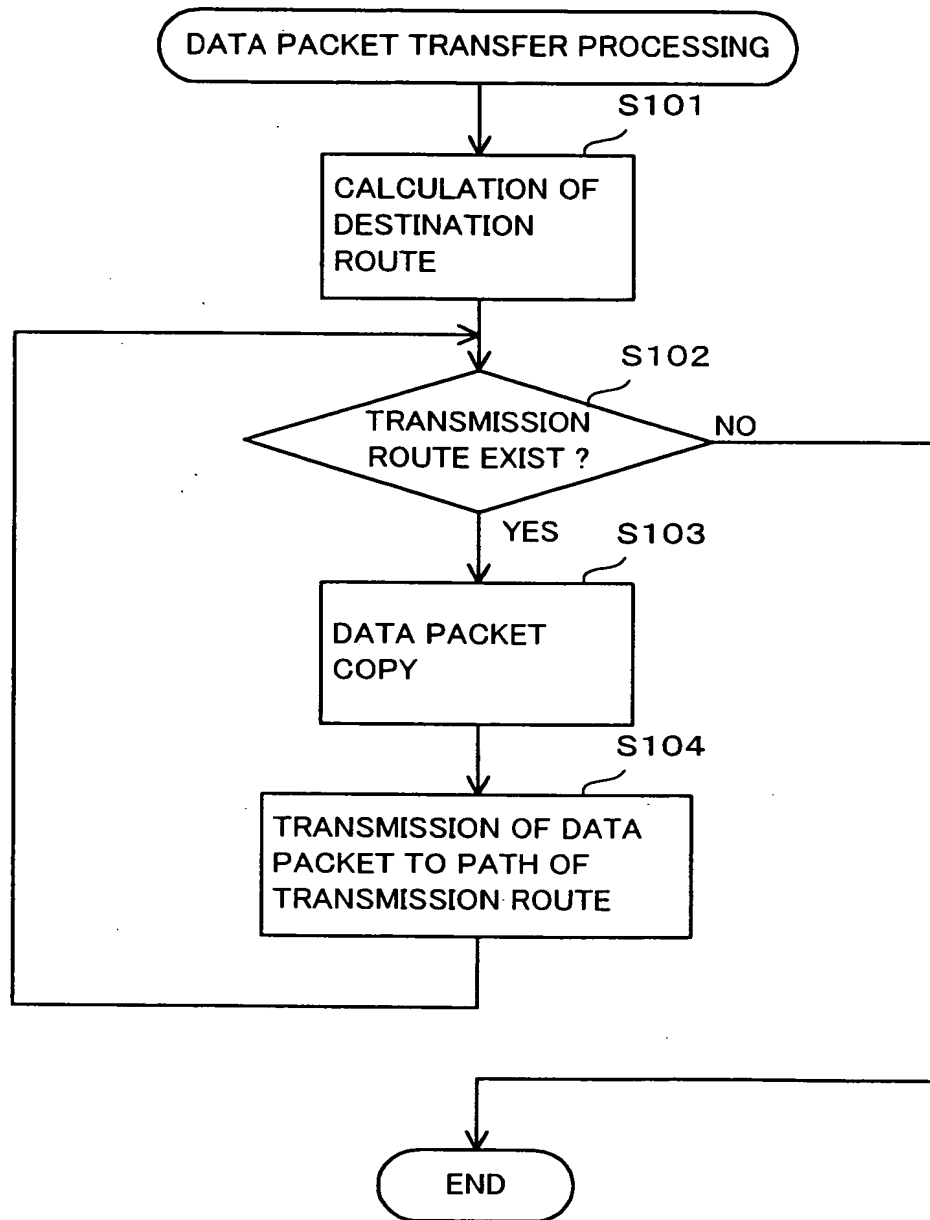 DATA PACKET TRANSFER PROCESSING
S101
CALCULATION OF
DESTINATION
ROUTE
S102
TRANSMISSION
ROUTE EXIST ?
NO
YES
S103
DATA PACKET
COPY
S104
TRANSMISSION OF DATA
PACKET TO PATH OF
TRANSMISSION ROUTE
END